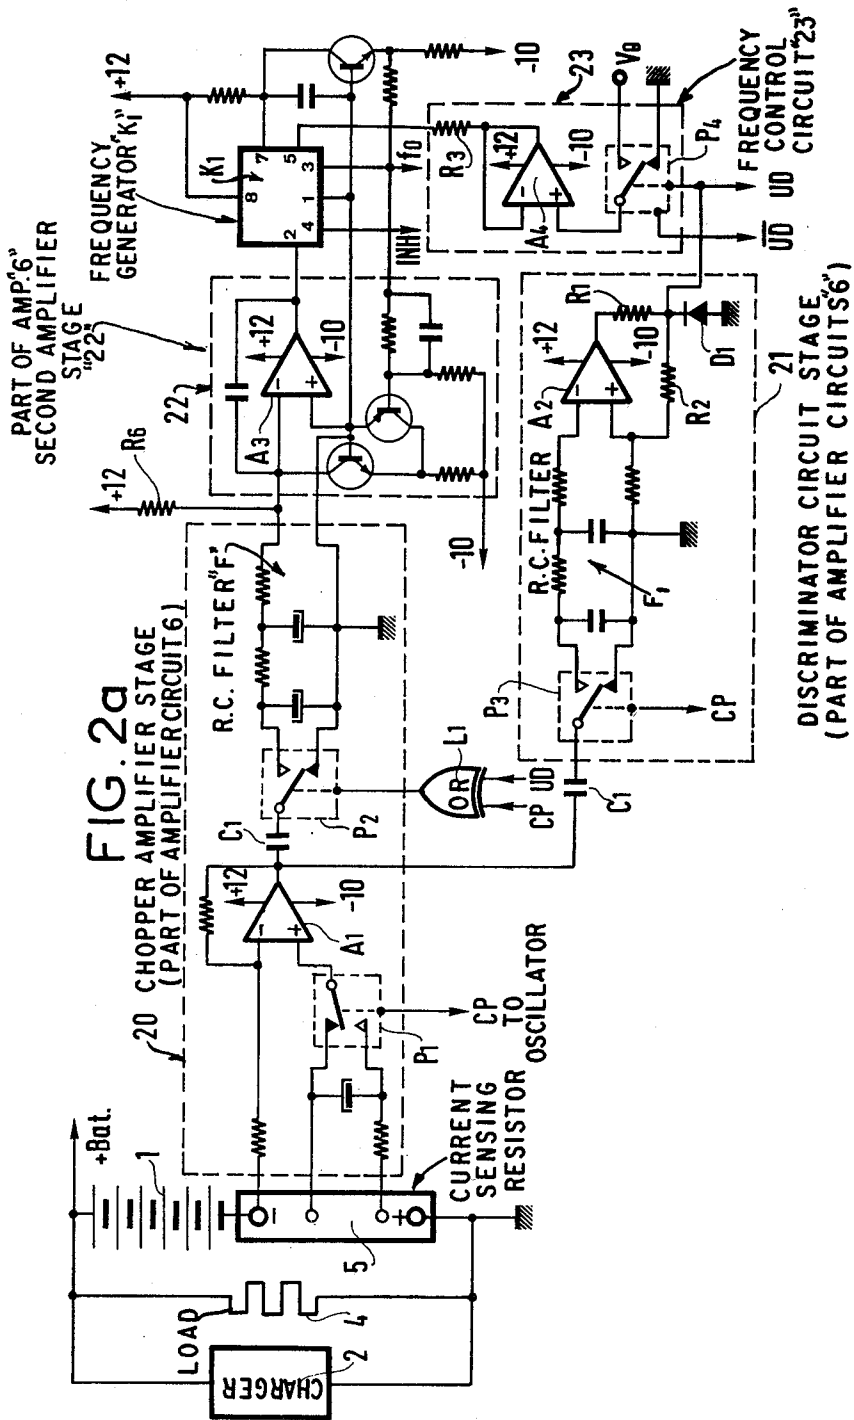 FIG. 2a
20 CHOPPER AMPLIFIER STAGE
(PART OF AMPLIFIER CIRCUIT 6)
PART OF AMP. "6"
SECOND AMPLIFIER
STAGE
"22"
FREQUENCY
GENERATOR "K1"
+12
R6
+12
22
A3
+12
-10
-
+
K1
8
7
2
5
4
1
3
INH
f0
-10
-10
R.C. FILTER "F"
+Bat.
1
LOAD
4
CHARGER
2
5
-
+
CURRENT
SENSING
RESISTOR
A1
+12
-10
-
+
P1
CP
TO
OSCILLATOR
C1
P2
OR
L1
CP
UD
C1
P3
CP
R.C. FILTER
F1
A2
+12
-10
-
+
R1
R2
D1
21
DISCRIMINATOR CIRCUIT STAGE
(PART OF AMPLIFIER CIRCUITS "6")
23
R3
A4
+12
-10
-
+
Vg
P4
U̅D̅
UD
FREQUENCY
CONTROL
CIRCUIT "23"